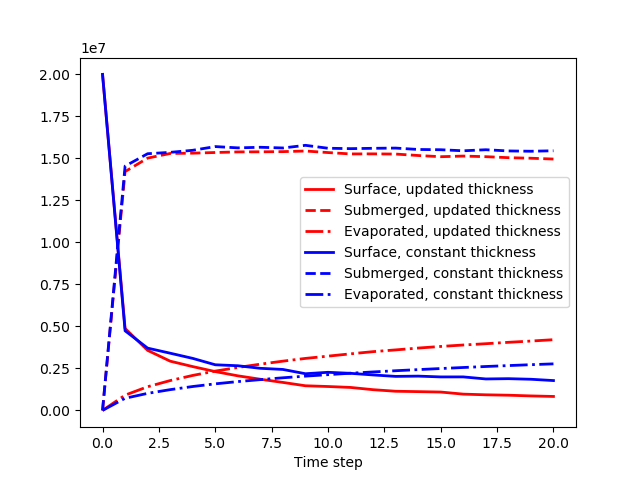 1e7
2.00
1.75
1.50
1.25
1.00
0.75
0.50
0.25
0.00
Surface, updated thickness
Submerged, updated thickness
Evaporated, updated thickness
Surface, constant thickness
Submerged, constant thickness
Evaporated, constant thickness
0.0 2.5 5.0 7.5 10.0 12.5 15.0 17.5 20.0
Time step